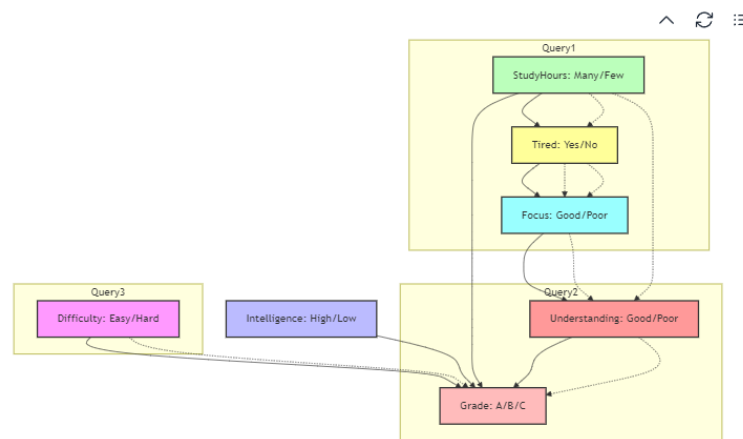 Query1
StudyHours: Many/Few
Tired: Yes/No
Focus: Good/Poor
Query3
Difficulty: Easy/Hard
Intelligence: High/Low
Query2
Understanding: Good/Poor
Grade: A/B/C